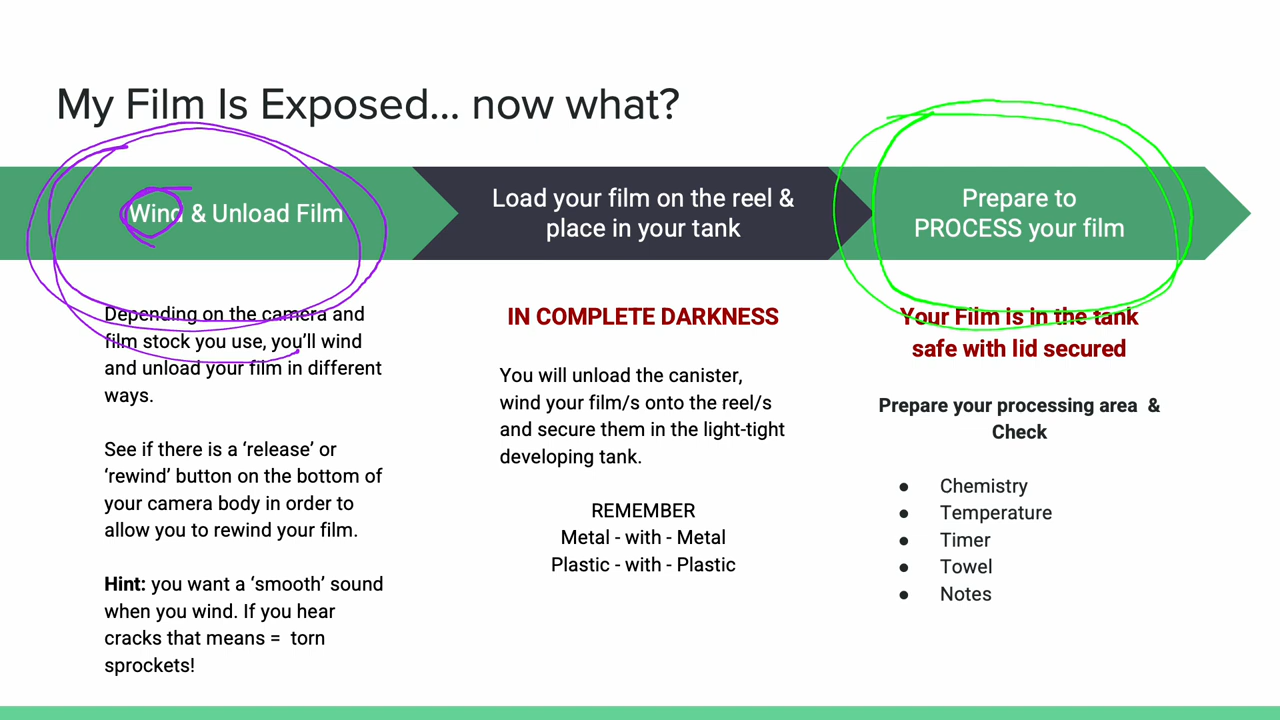 My Film Is Exposed... now what?
Wind & Unload Film
Depending on the camera and
film stock you use, you'll wind
and unload your film in different
ways.
See if there is a ‘release’ or
‘rewind’ button on the bottom of
your camera body in order to
allow you to rewind your film.
Hint: you want a ‘smooth’ sound
when you wind. If you hear
cracks that means = torn
sprockets!
Load your film on the reel &
place in your tank
IN COMPLETE DARKNESS
You will unload the canister,
wind your film/s onto the reel/s
and secure them in the light-tight
developing tank.
REMEMBER
Metal - with - Metal
Plastic - with - Plastic
Prepare to
PROCESS your film
Your Film is in the tank
safe with lid secured
Prepare your processing area &
Check
● Chemistry
● Temperature
● Timer
● Towel
● Notes